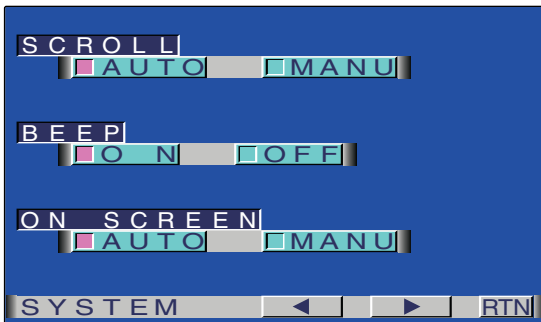 SCROLL
AUTO MANU
BEEP
ON OFF
ON SCREEN
AUTO MANU
SYSTEM ◀ ▶ RTN